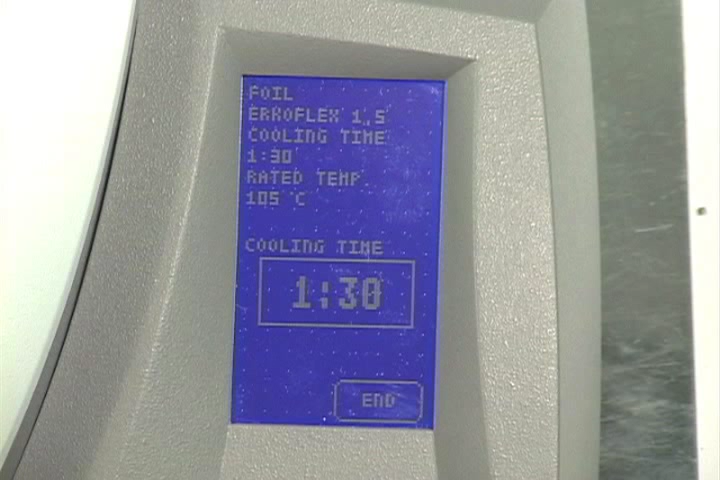 FOIL
ERKOFLEX 1,5
COOLING TIME
1:30
RATED TEMP
105 °C
COOLING TIME
1:30
END